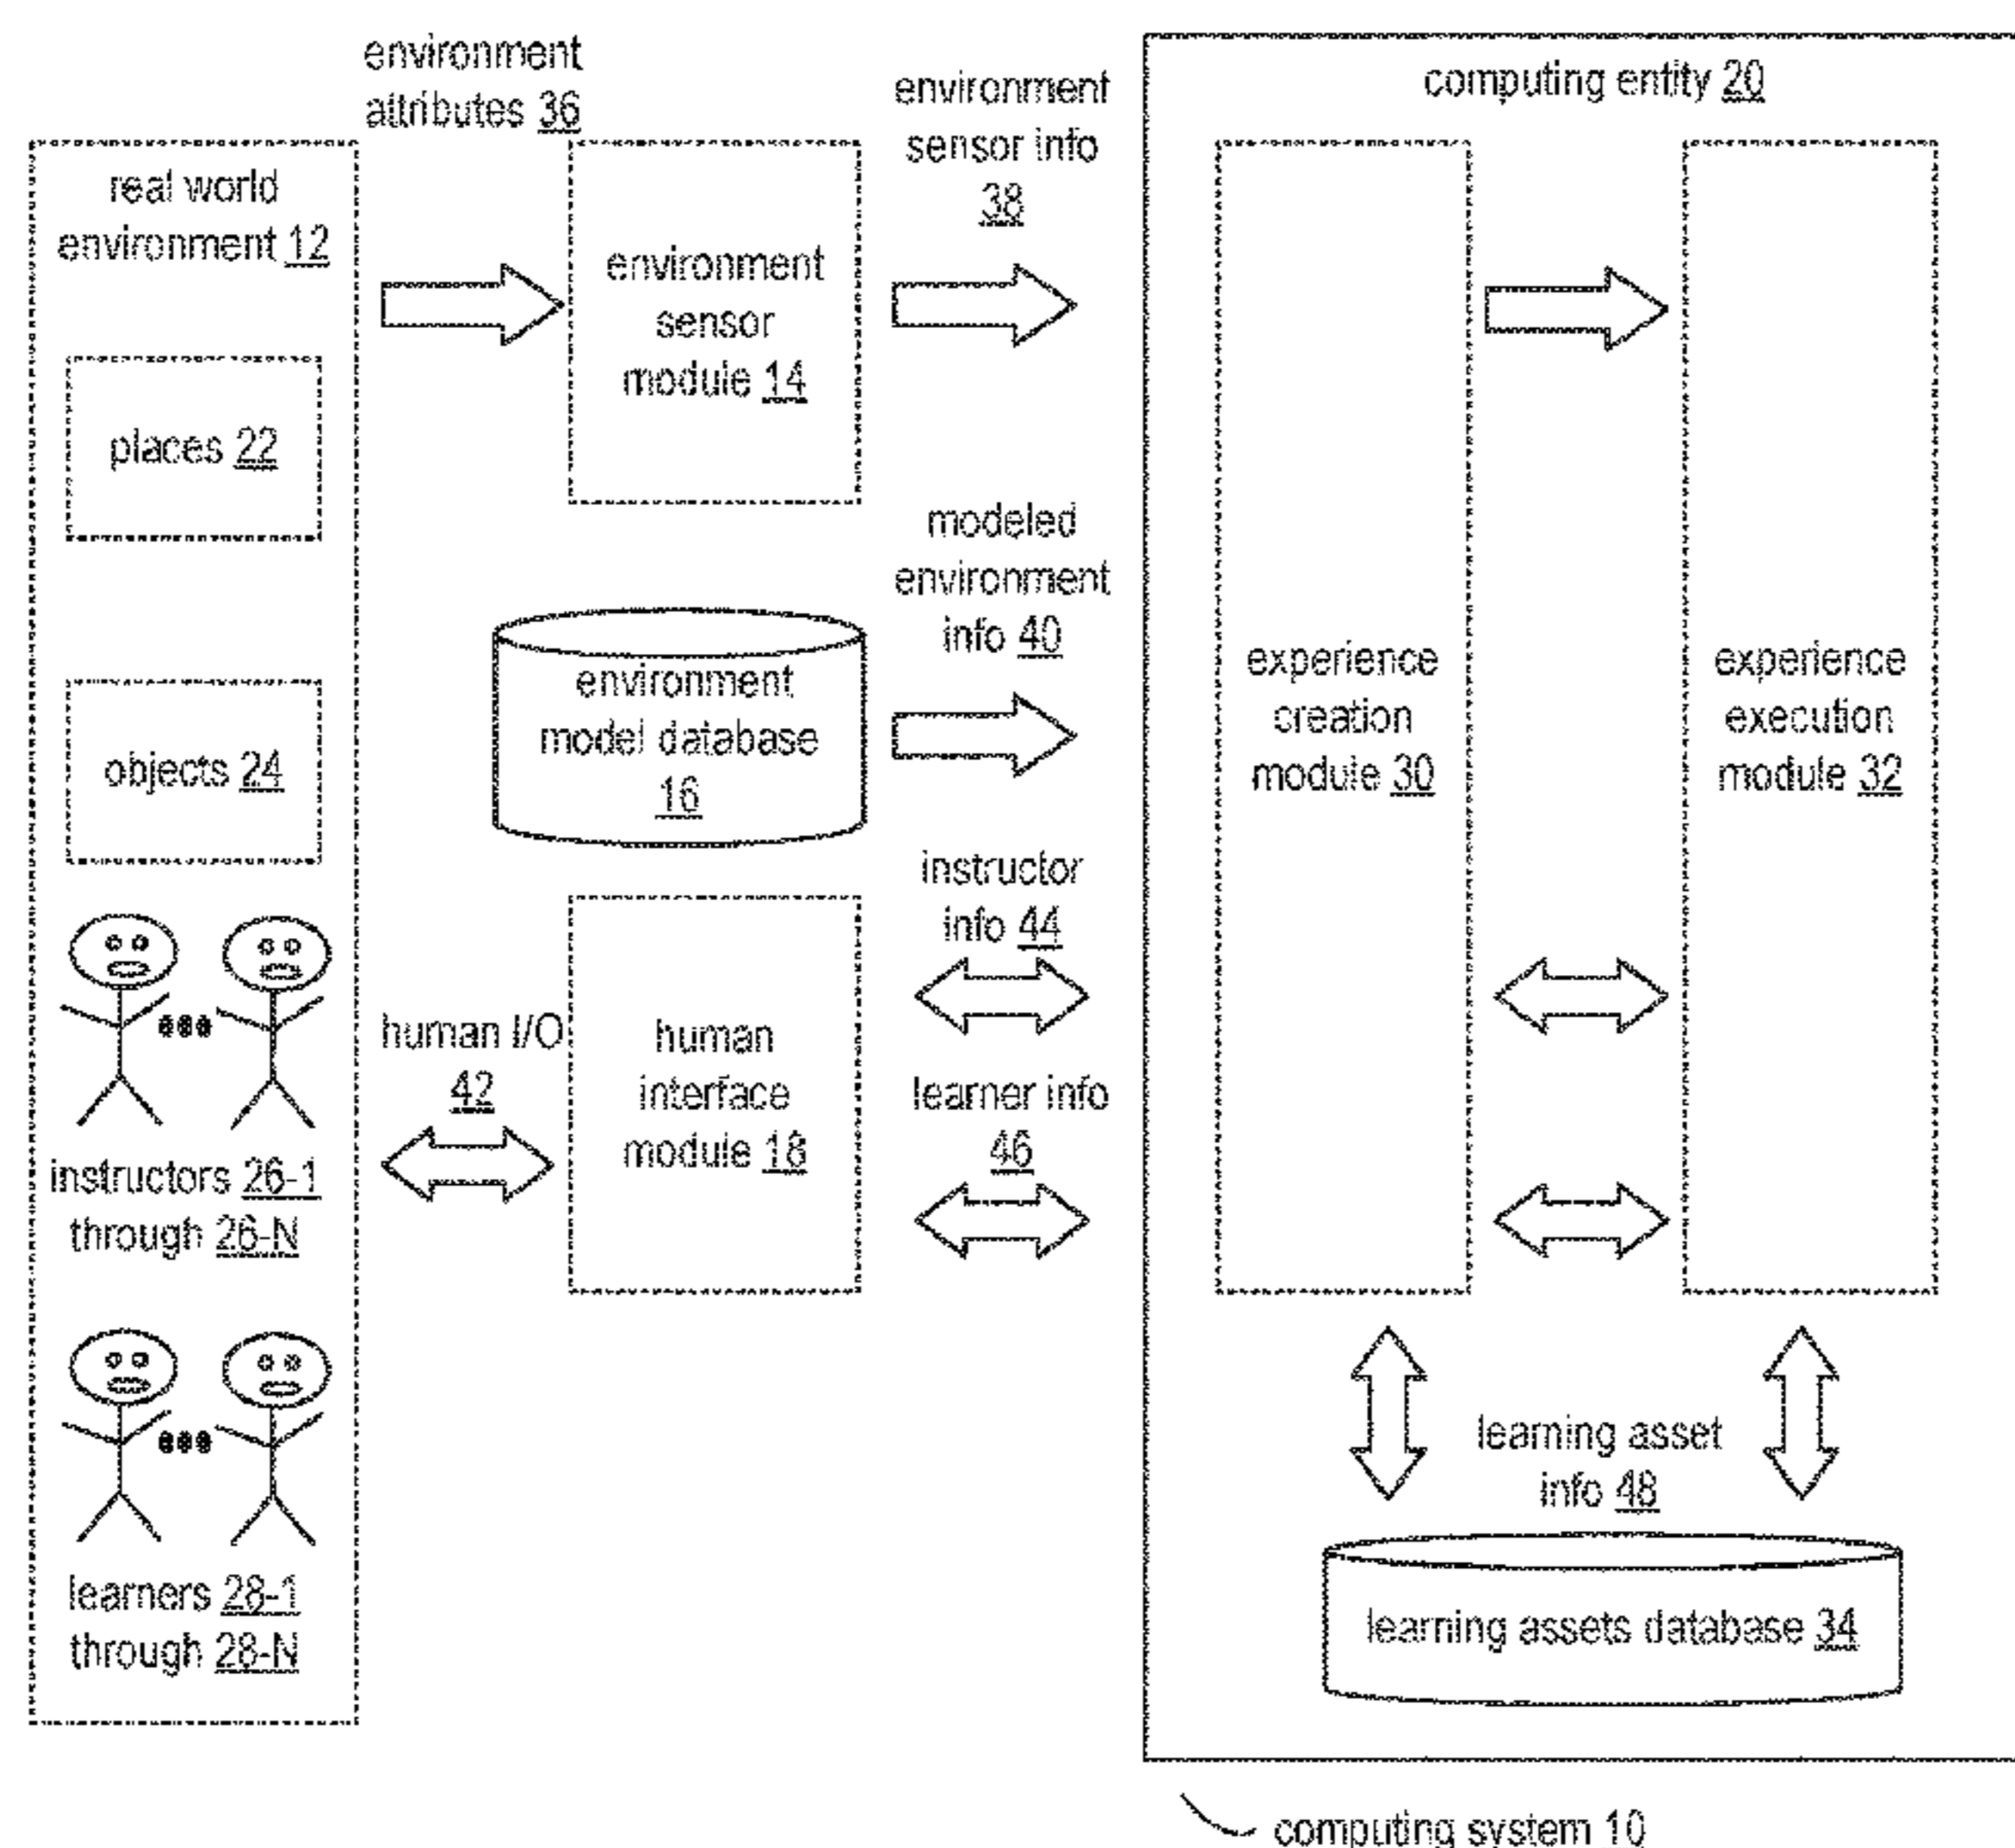 environment
attributes 36
real world
environment 12
places 22
objects 24
instructors 26-1
through 26-N
learners 28-1
through 28-N
environment
sensor
module 14
environment
model database
16
human I/O
42
human
interface
module 18
environment
sensor info
38
modeled
environment
info 40
instructor
info 44
learner info
46
computing entity 20
experience
creation
module 30
experience
execution
module 32
learning asset
info 48
learning assets database 34
computing system 10